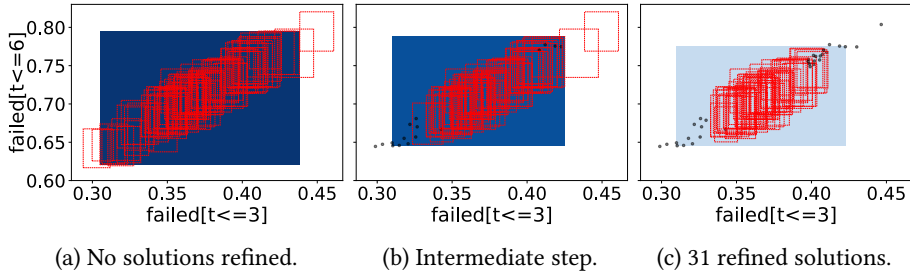 failed[t<=6]
0.80
0.75
0.70
0.65
0.60
0.30 0.35 0.40 0.45
0.30 0.35 0.40 0.45
0.30 0.35 0.40 0.45
failed[t<=3]
failed[t<=3]
failed[t<=3]
(a) No solutions refined.
(b) Intermediate step.
(c) 31 refined solutions.